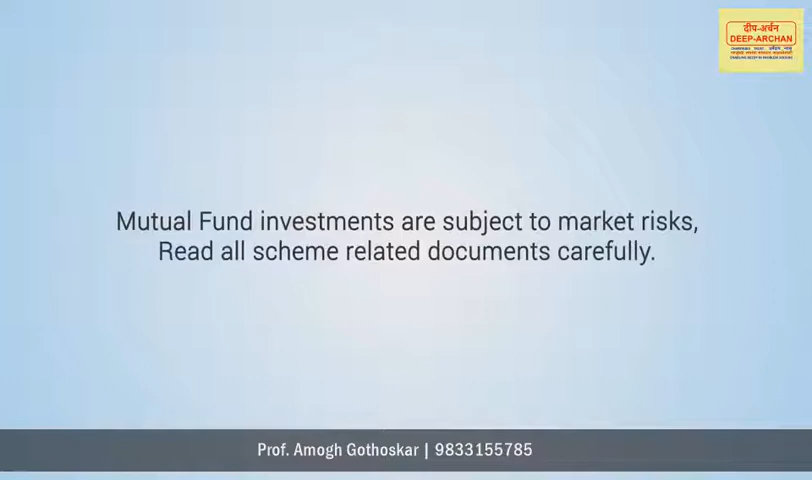 दीप-अर्चन
DEEP-ARCHAN
Mutual Fund investments are subject to market risks,
Read all scheme related documents carefully.
Prof. Amogh Gothoskar | 9833155785